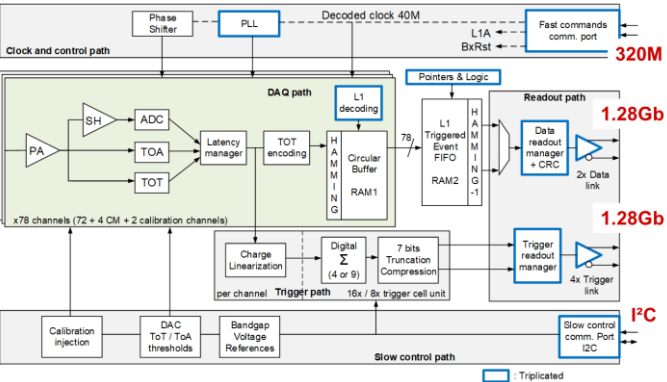 Phase
Shifter
PLL
Decoded clock 40M
L1A
BxRst
Fast commands
comm. port
Clock and control path
320M
DAQ path
L1
decoding
Pointers & Logic
Readout path
1.28Gb
PA
SH
ADC
TOA
TOT
Latency
manager
TOT
encoding
HAMMING
Circular
Buffer
RAM1
78
L1
Triggered
Event
FIFO
RAM2
HAMMING-1
Data
readout
manager
+ CRC
2x Data
link
x78 channels (72 + 4 CM + 2 calibration channels)
1.28Gb
Charge
Linearization
Digital
Σ
(4 or 9)
7 bits
Truncation
Compression
Trigger
readout
manager
4x Trigger
link
per channel
Trigger path
16x / 8x trigger cell unit
I²C
Calibration
injection
DAC
ToT / ToA
thresholds
Bandgap
Voltage
References
Slow control
comm. Port
I2C
Slow control path
: Triplicated